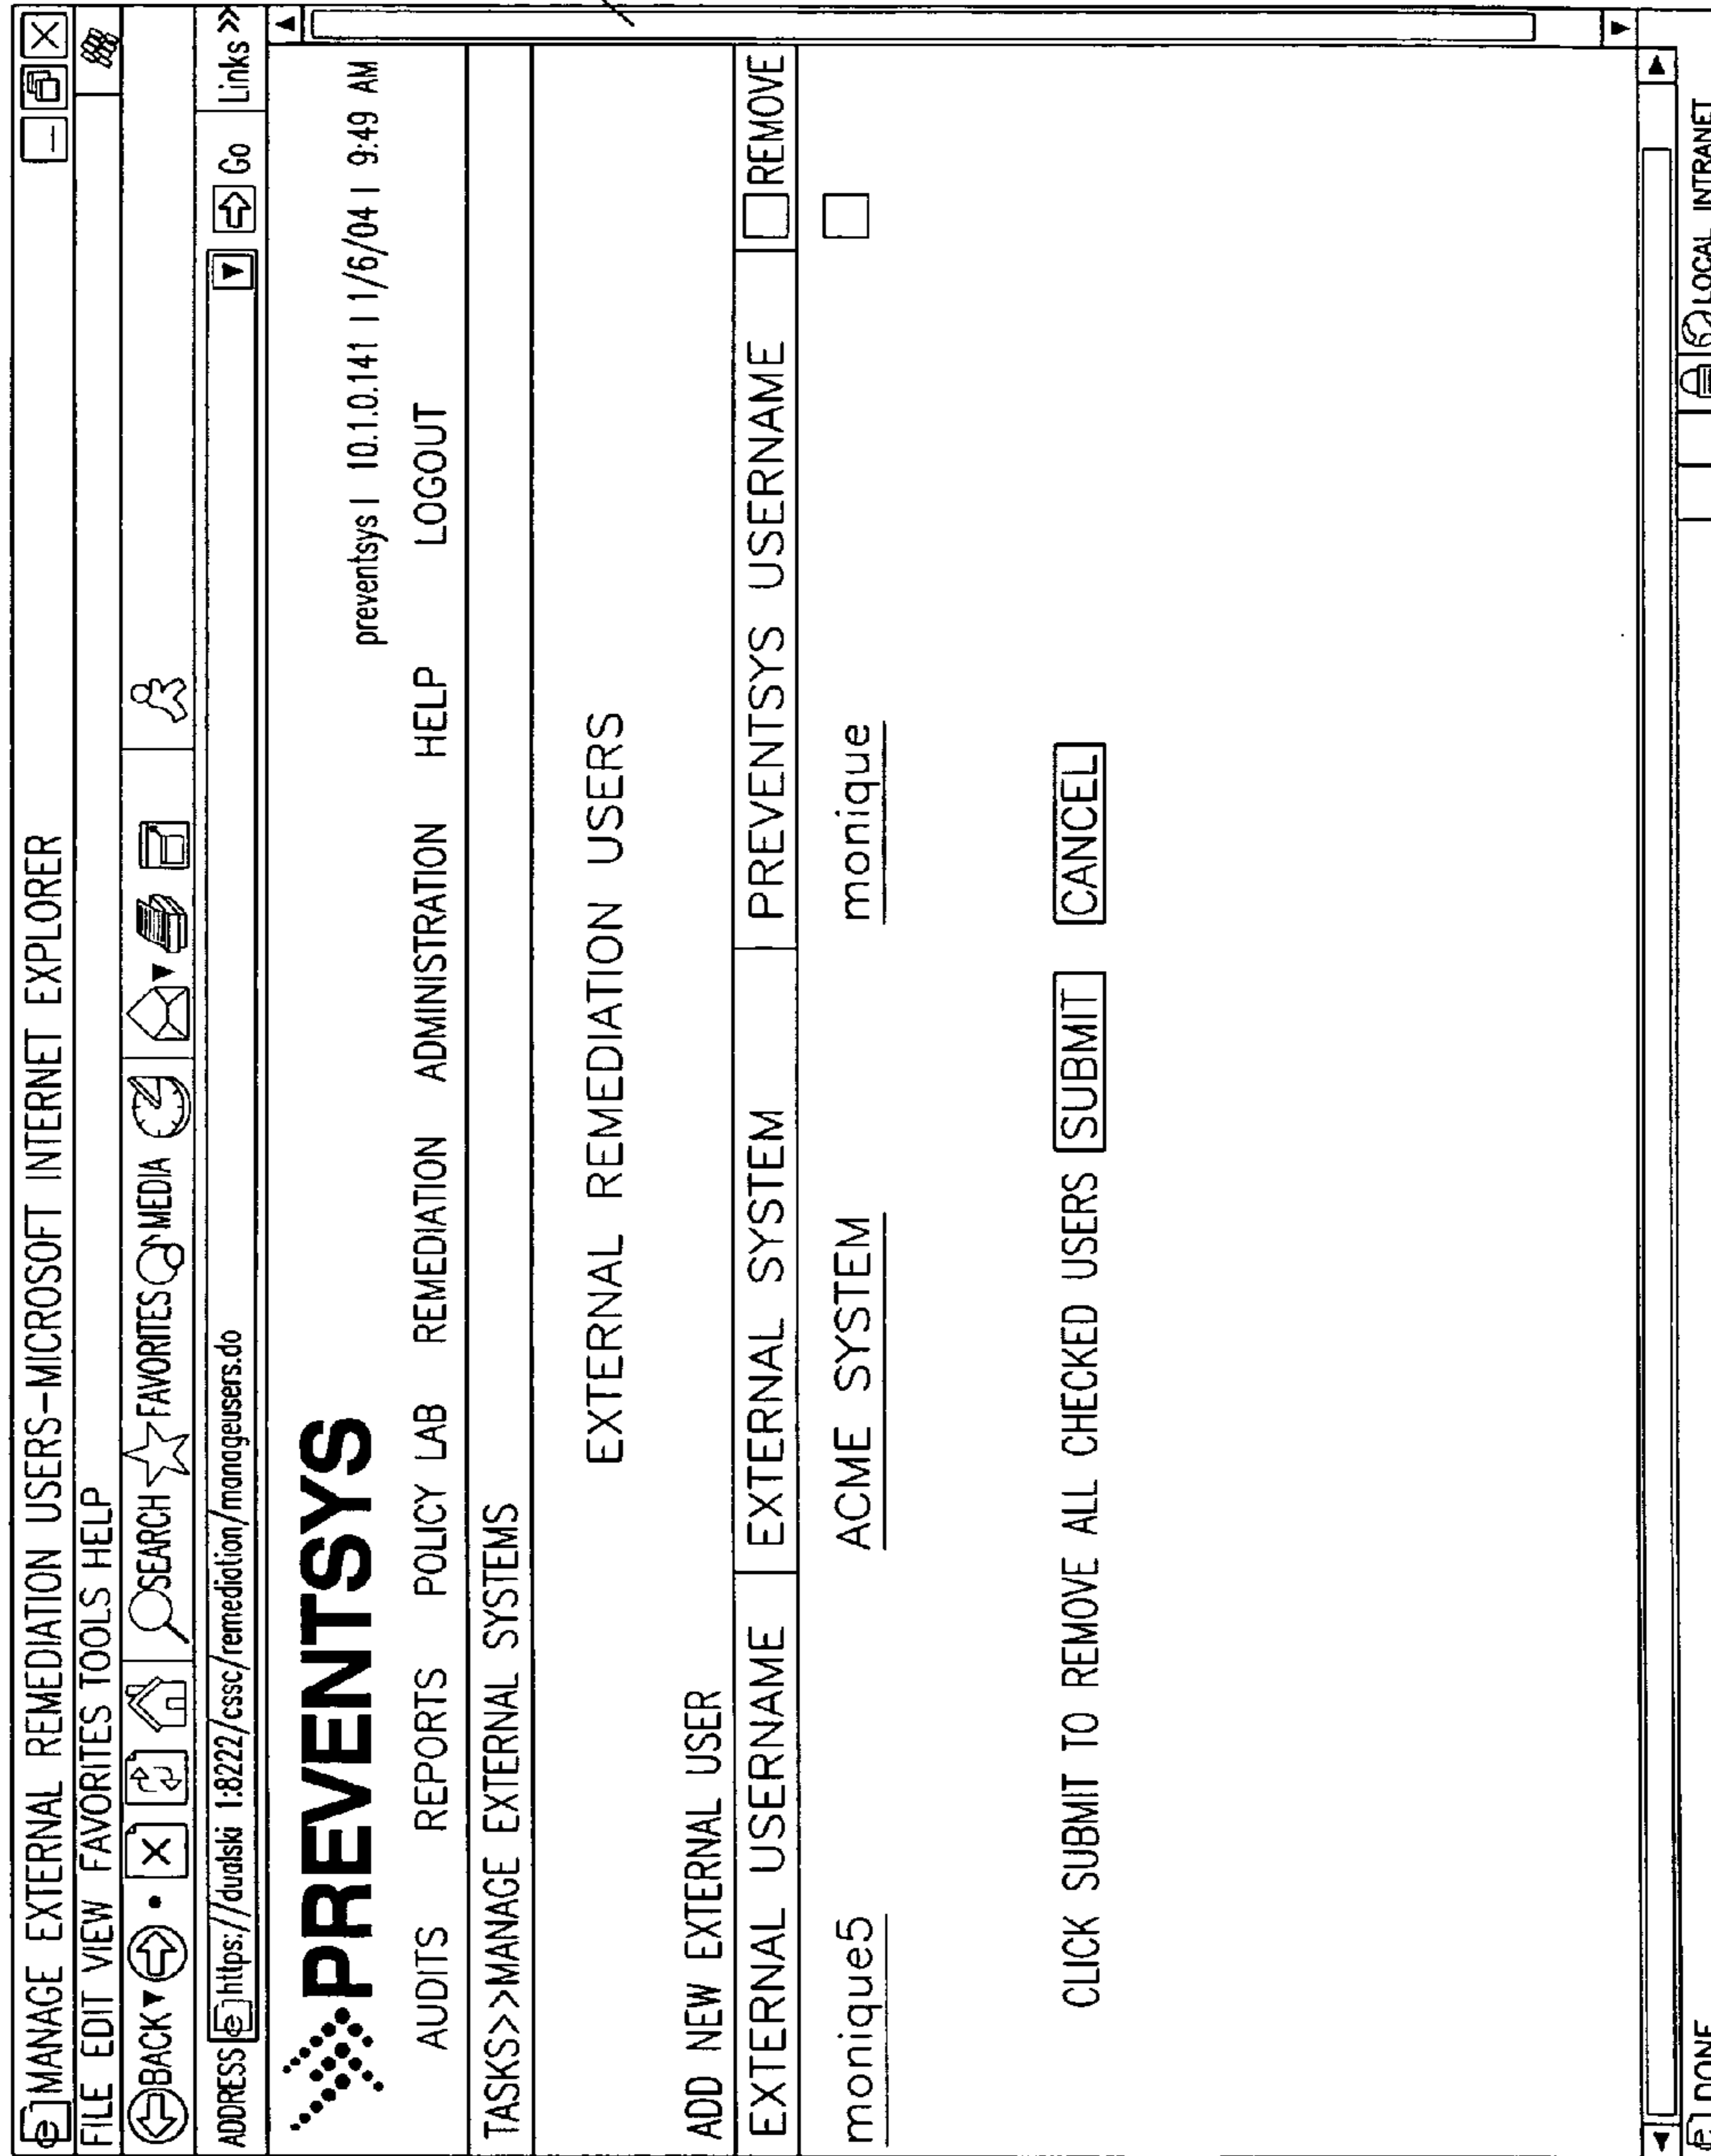 MANAGE EXTERNAL REMEDIATION USERS-MICROSOFT INTERNET EXPLORER
FILE EDIT VIEW FAVORITES TOOLS HELP
BACK SEARCH FAVORITES MEDIA
ADDRESS https://dualski 1:8222/cssc/remediation/manageusers.do Go Links >>
PREVENTSYS
preventsys | 10.1.0.141 | 1/6/04 | 9:49 AM
AUDITS REPORTS POLICY LAB REMEDIATION ADMINISTRATION HELP LOGOUT
TASKS>>MANAGE EXTERNAL SYSTEMS
EXTERNAL REMEDIATION USERS
ADD NEW EXTERNAL USER
EXTERNAL USERNAME EXTERNAL SYSTEM PREVENTSYS USERNAME REMOVE
monique5 ACME SYSTEM monique
CLICK SUBMIT TO REMOVE ALL CHECKED USERS SUBMIT CANCEL
DONE LOCAL INTRANET